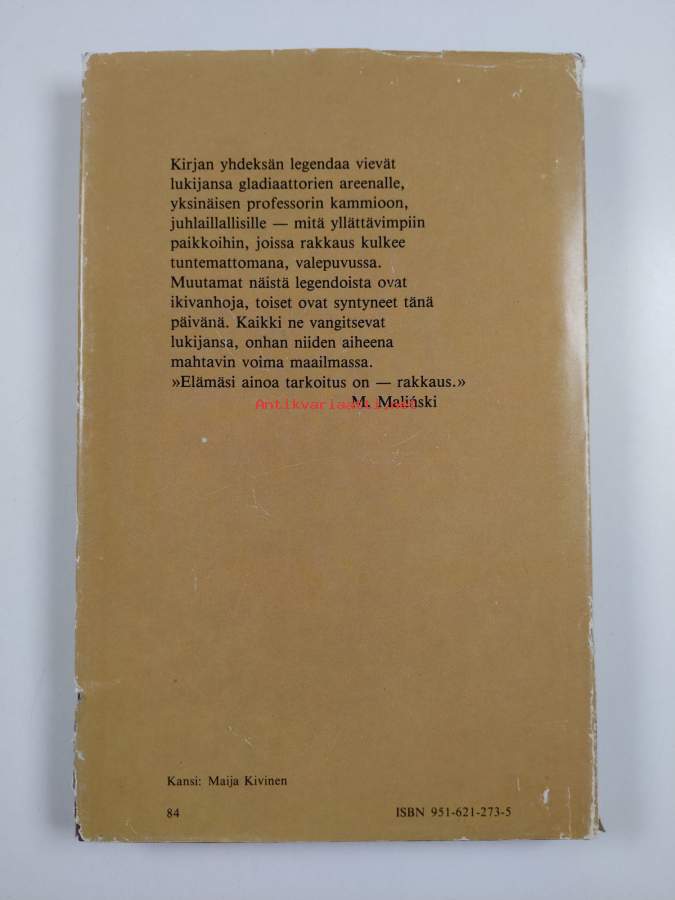 Kirjan yhdeksän legendaa vievät
lukijansa gladiaattorien areenalle,
yksinäisen professorin kammioon,
juhlaillallisille — mitä yllättävimpiin
paikkoihin, joissa rakkaus kulkee
tuntemattomana, valepuvussa.
Muutamat näistä legendoista ovat
ikivanhoja, toiset ovat syntyneet tänä
päivänä. Kaikki ne vangitsevat
lukijansa, onhan niiden aiheena
mahtavin voima maailmassa.
»Elämäsi ainoa tarkoitus on — rakkaus.»
M. Maliński
Antikvariaatti.net
Kansi: Maija Kivinen
84 ISBN 951-621-273-5